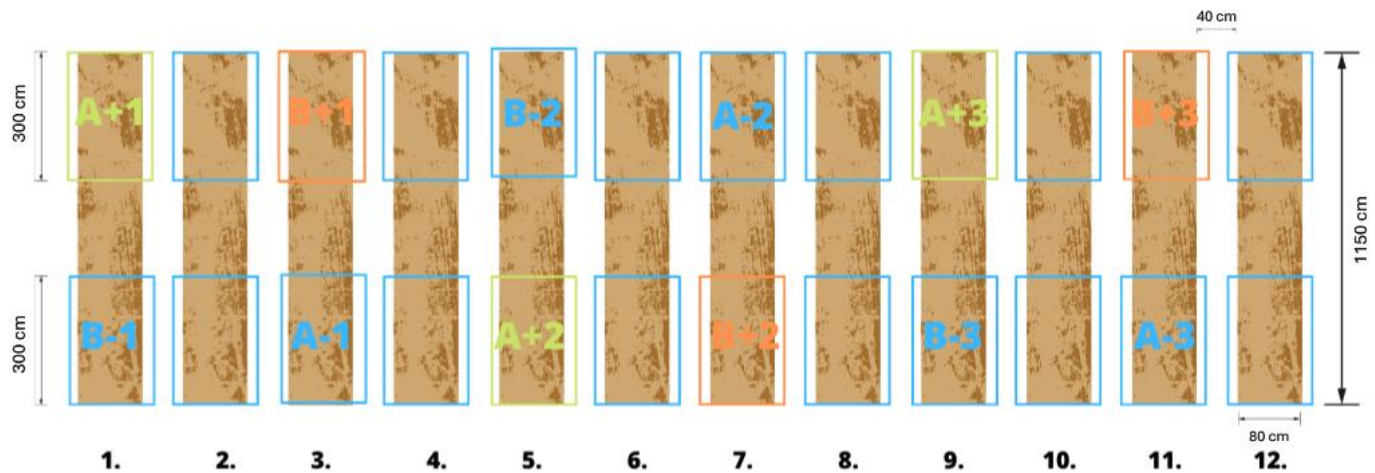 40 cm
300 cm
A+1 B+1 B-2 A-2 A+3 B+3
1150 cm
300 cm
B-1 A-1 A+2 B+2 B-3 A-3
80 cm
1. 2. 3. 4. 5. 6. 7. 8. 9. 10. 11. 12.